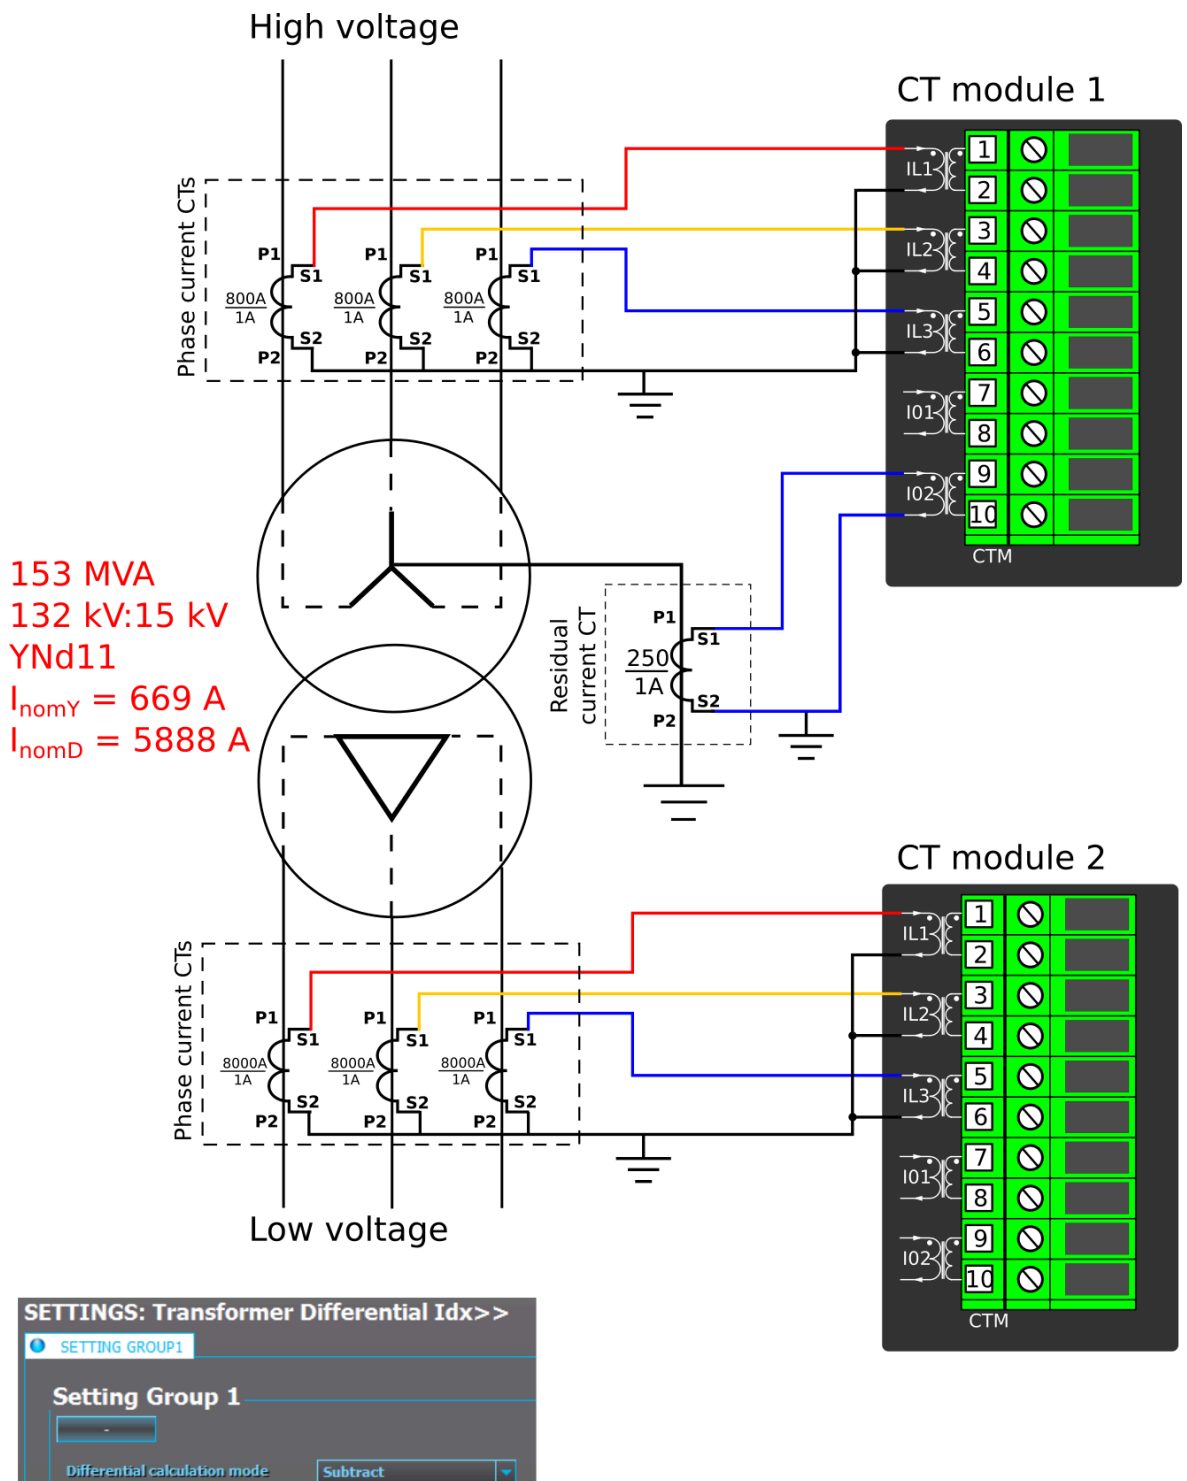 High voltage
CT module 1
Phase current CTs
P1
S1
800A
1A
S2
P2
P1
S1
800A
1A
S2
P2
P1
S1
800A
1A
S2
P2
IL1
1
2
IL2
3
4
IL3
5
6
I01
7
8
I02
9
10
CTM
153 MVA
132 kV:15 kV
YNd11
InomY = 669 A
InomD = 5888 A
Residual
current CT
P1
S1
250
1A
S2
P2
CT module 2
Phase current CTs
P1
S1
8000A
1A
S2
P2
P1
S1
8000A
1A
S2
P2
P1
S1
8000A
1A
S2
P2
IL1
1
2
IL2
3
4
IL3
5
6
I01
7
8
I02
9
10
CTM
Low voltage
SETTINGS: Transformer Differential Idx>>
SETTING GROUP1
Setting Group 1
-
Differential calculation mode
Subtract